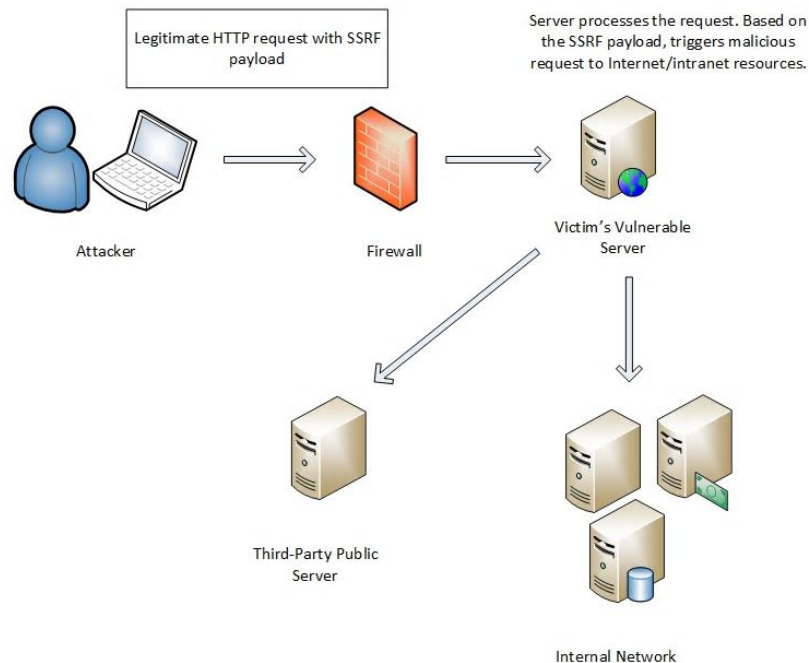 Legitimate HTTP request with SSRF
payload
Server processes the request. Based on
the SSRF payload, triggers malicious
request to Internet/intranet resources.
Attacker
Firewall
Victim's Vulnerable
Server
Third-Party Public
Server
Internal Network